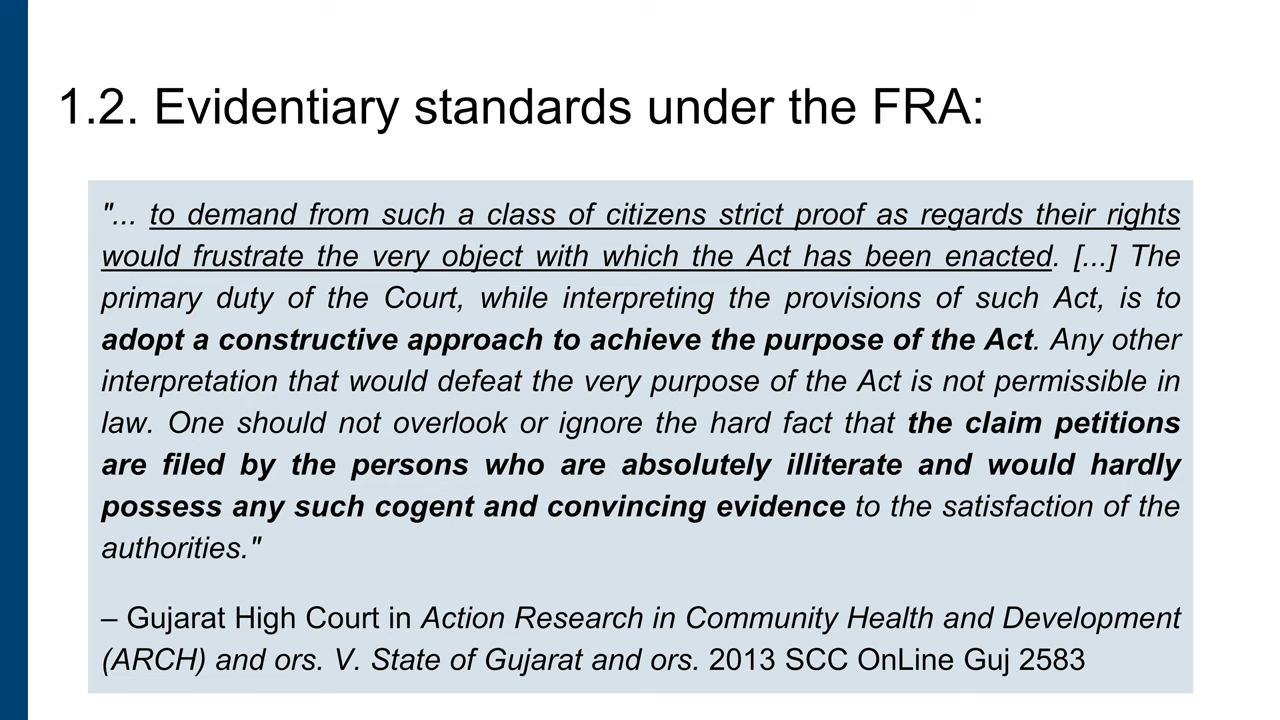 1.2. Evidentiary standards under the FRA:
"... to demand from such a class of citizens strict proof as regards their rights
would frustrate the very object with which the Act has been enacted. [...] The
primary duty of the Court, while interpreting the provisions of such Act, is to
adopt a constructive approach to achieve the purpose of the Act. Any other
interpretation that would defeat the very purpose of the Act is not permissible in
law. One should not overlook or ignore the hard fact that the claim petitions
are filed by the persons who are absolutely illiterate and would hardly
possess any such cogent and convincing evidence to the satisfaction of the
authorities."
– Gujarat High Court in Action Research in Community Health and Development
(ARCH) and ors. V. State of Gujarat and ors. 2013 SCC OnLine Guj 2583